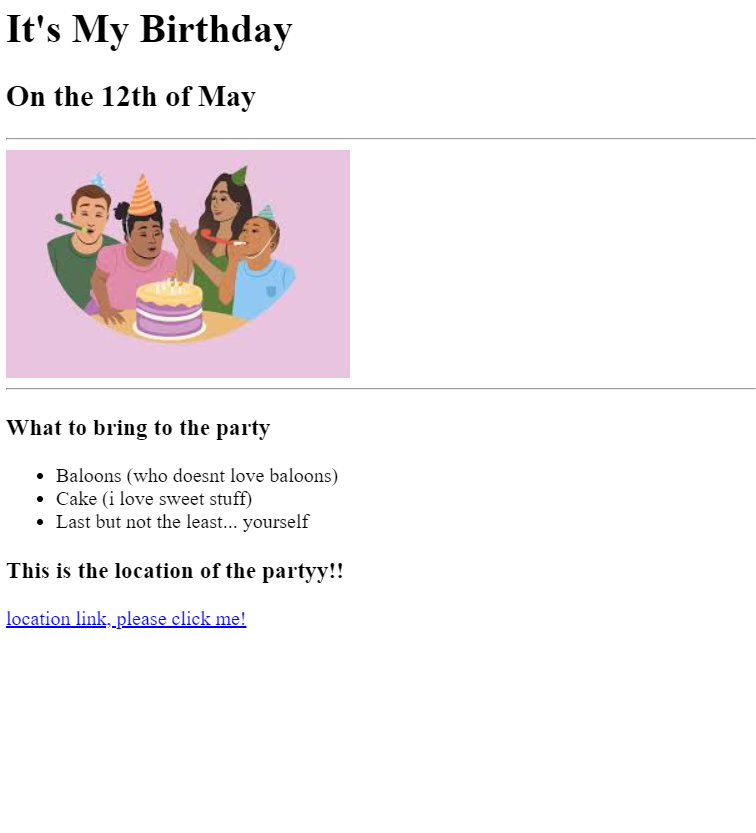 It's My Birthday
On the 12th of May
What to bring to the party
Baloons (who doesnt love baloons)
Cake (i love sweet stuff)
Last but not the least... yourself
This is the location of the partyy!!
location link, please click me!